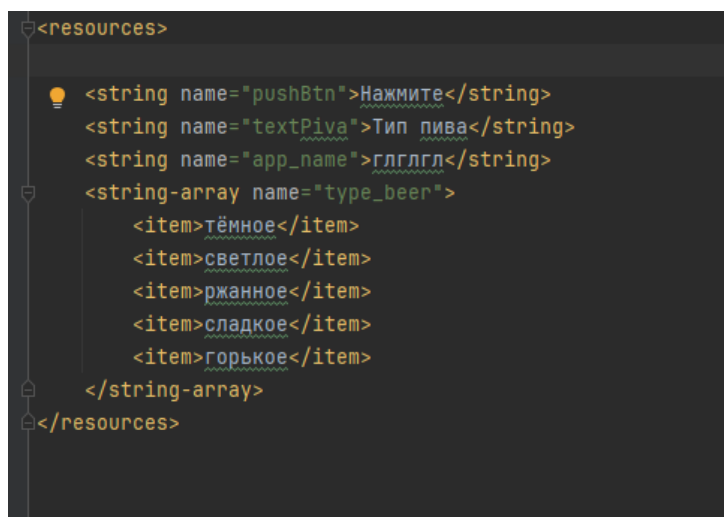 <resources>
<string name="pushBtn">Нажмите</string>
<string name="textPiva">Тип пива</string>
<string name="app_name">глглгл</string>
<string-array name="type_beer">
<item>тёмное</item>
<item>светлое</item>
<item>ржанное</item>
<item>сладкое</item>
<item>горькое</item>
</string-array>
</resources>